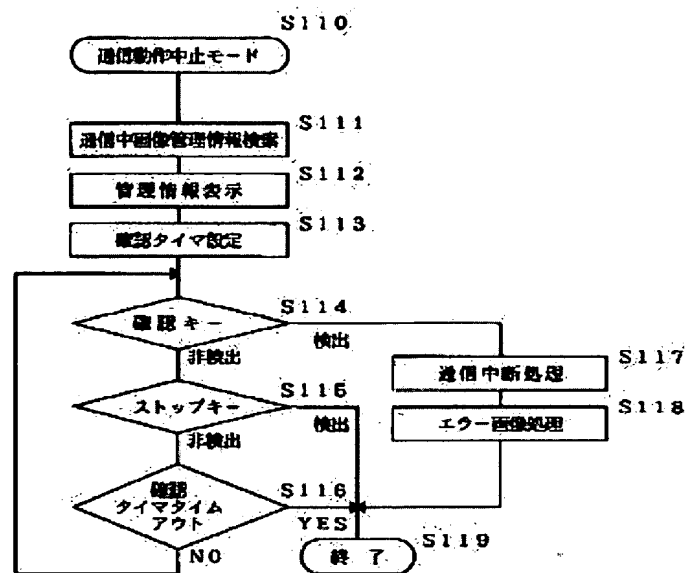 S110
通信動作中止モード
S111
通信中画像管理情報検索
S112
管理情報表示
S113
確認タイマ設定
S114
確認キー
検出
非検出
S117
通信中断処理
S115
ストップキー
検出
非検出
S118
エラー画像処理
S116
確認
タイマタイム
アウト
YES
NO
S119
終了